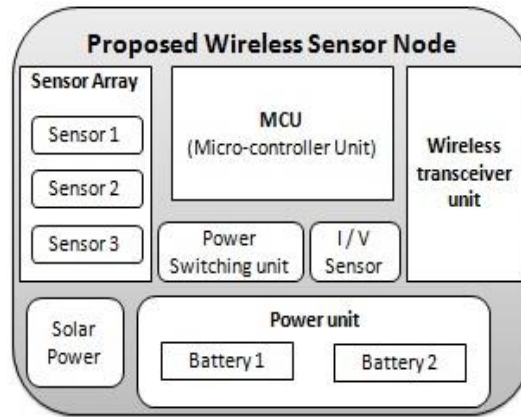 Proposed Wireless Sensor Node
Sensor Array
Sensor 1
Sensor 2
Sensor 3
MCU
(Micro-controller Unit)
Wireless
transceiver
unit
Power
Switching unit
I / V
Sensor
Solar
Power
Power unit
Battery 1
Battery 2